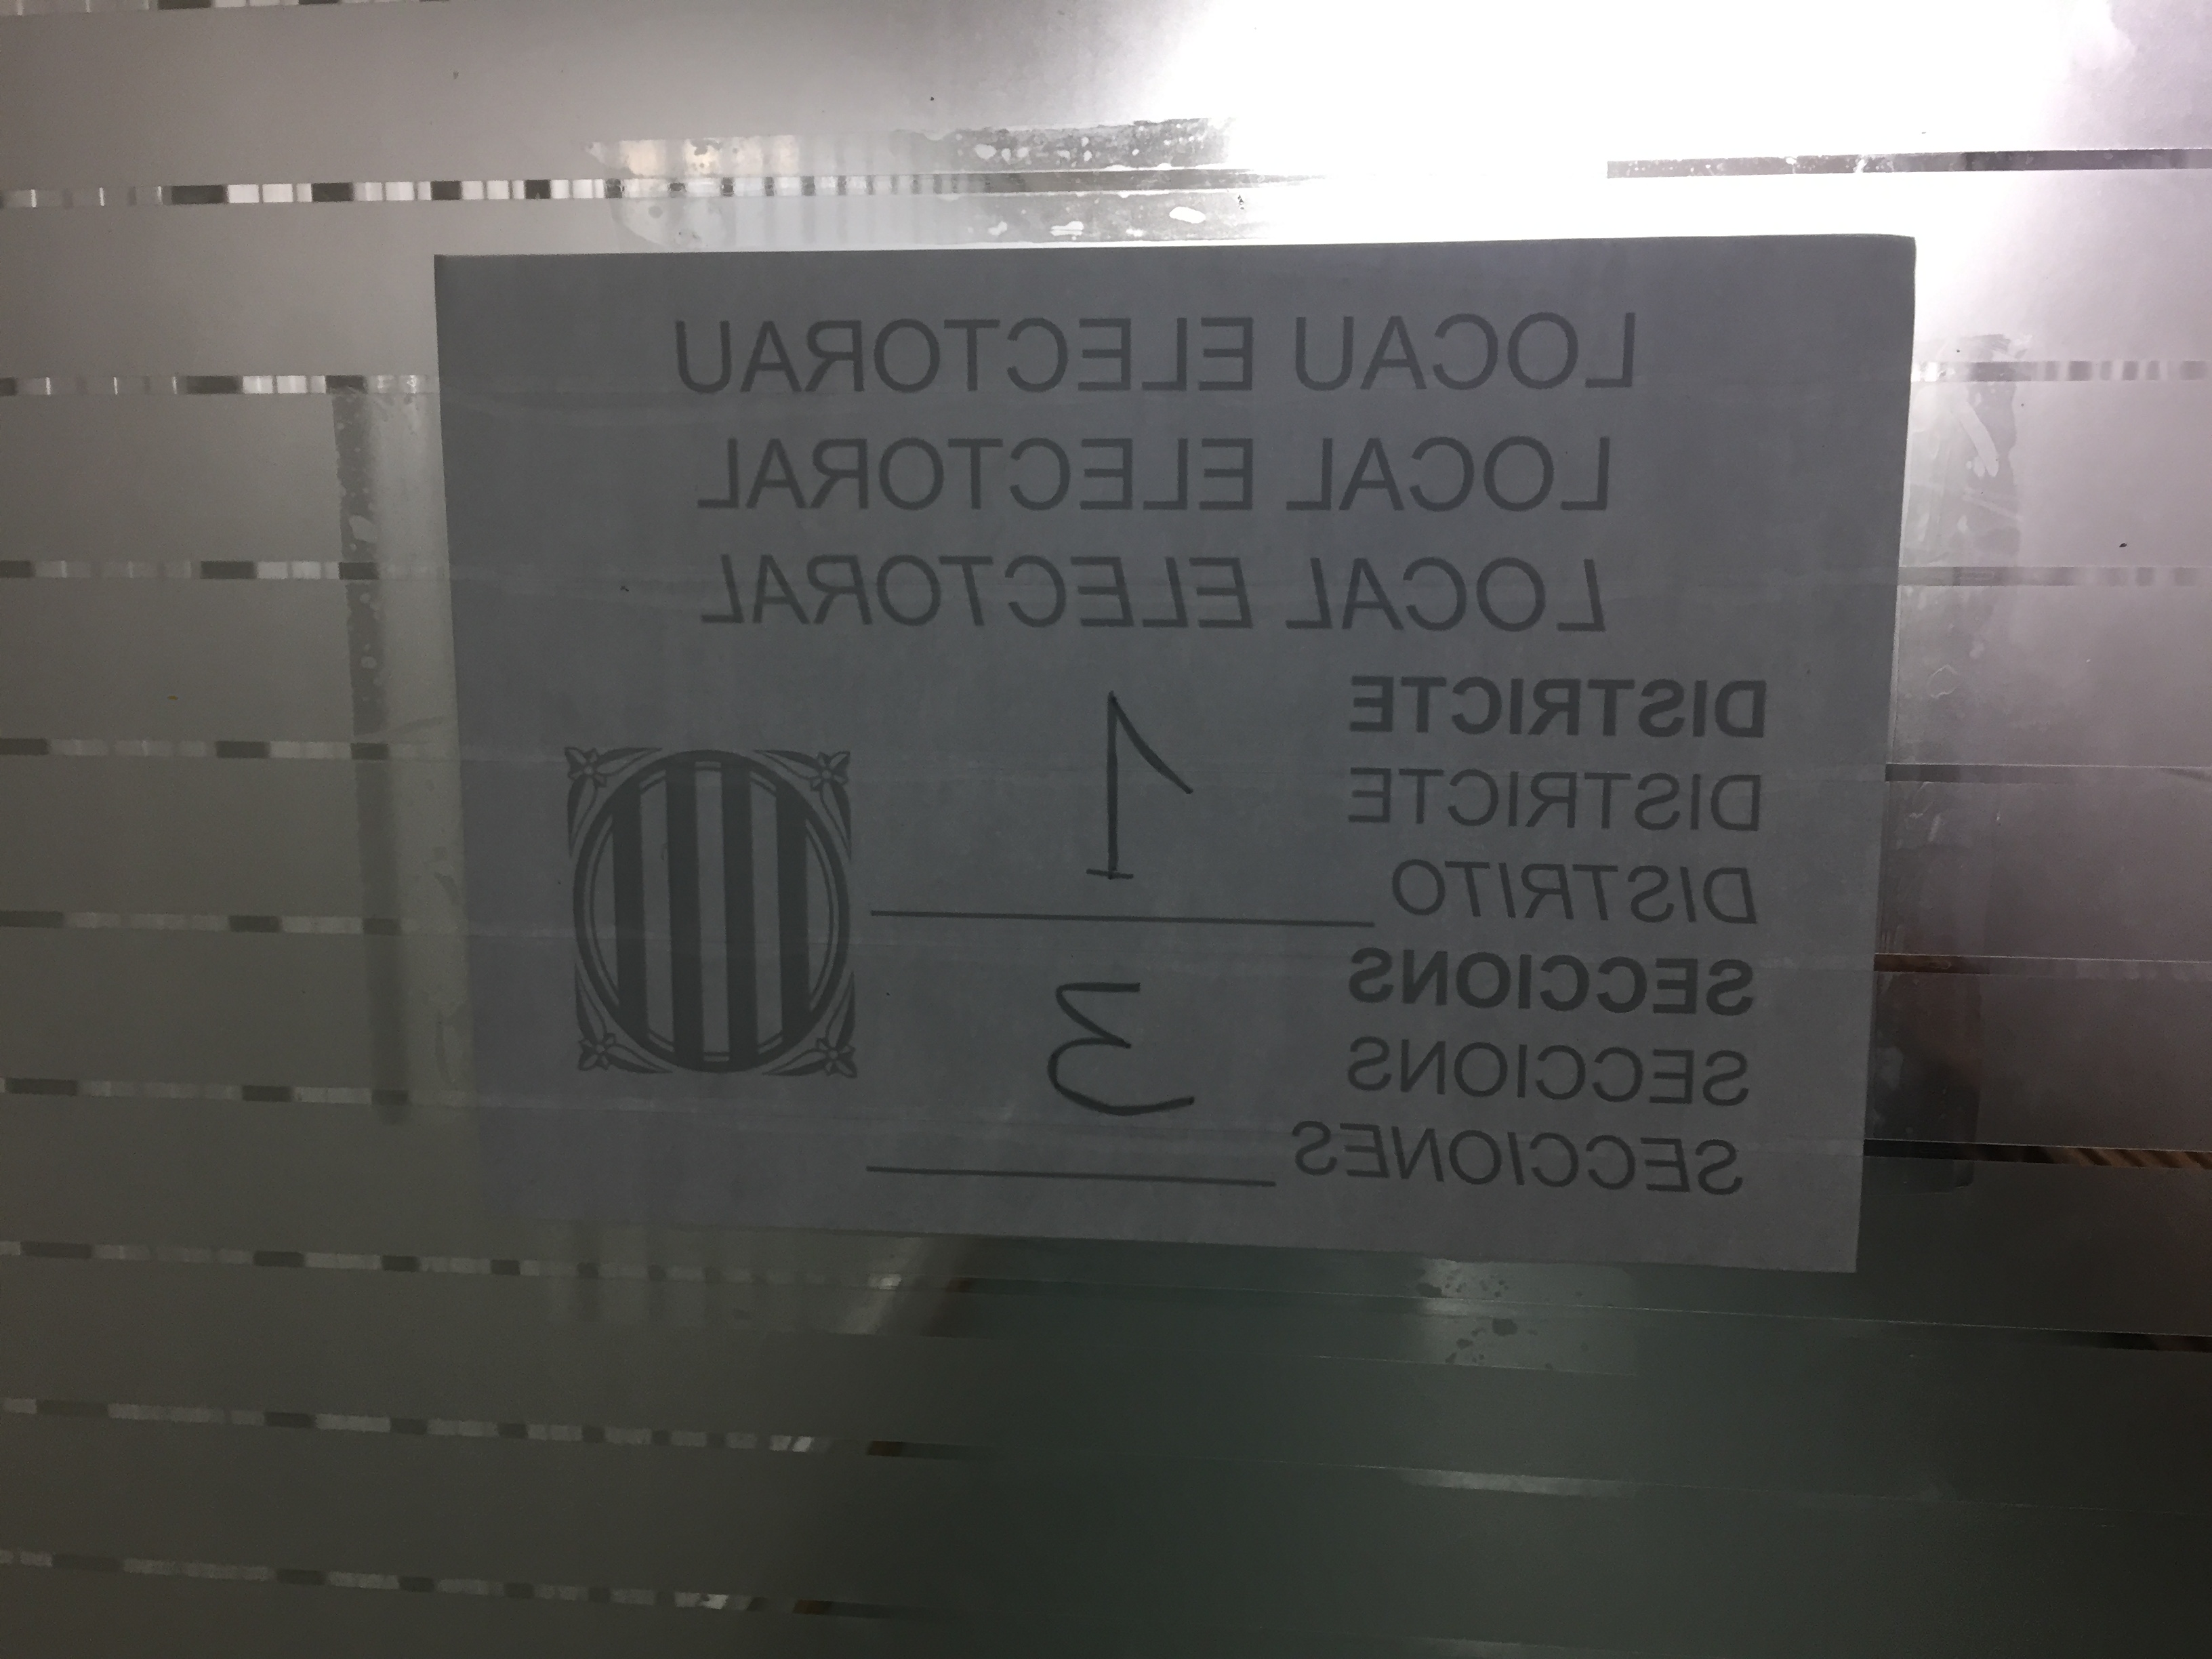 LOCAU ELECTORAU
LOCAL ELECTORAL
LOCAL ELECTORAL
DISTRICTE
DISTRICTE
DISTRITO 1
SECCIONS
SECCIONS
SECCIONES 3